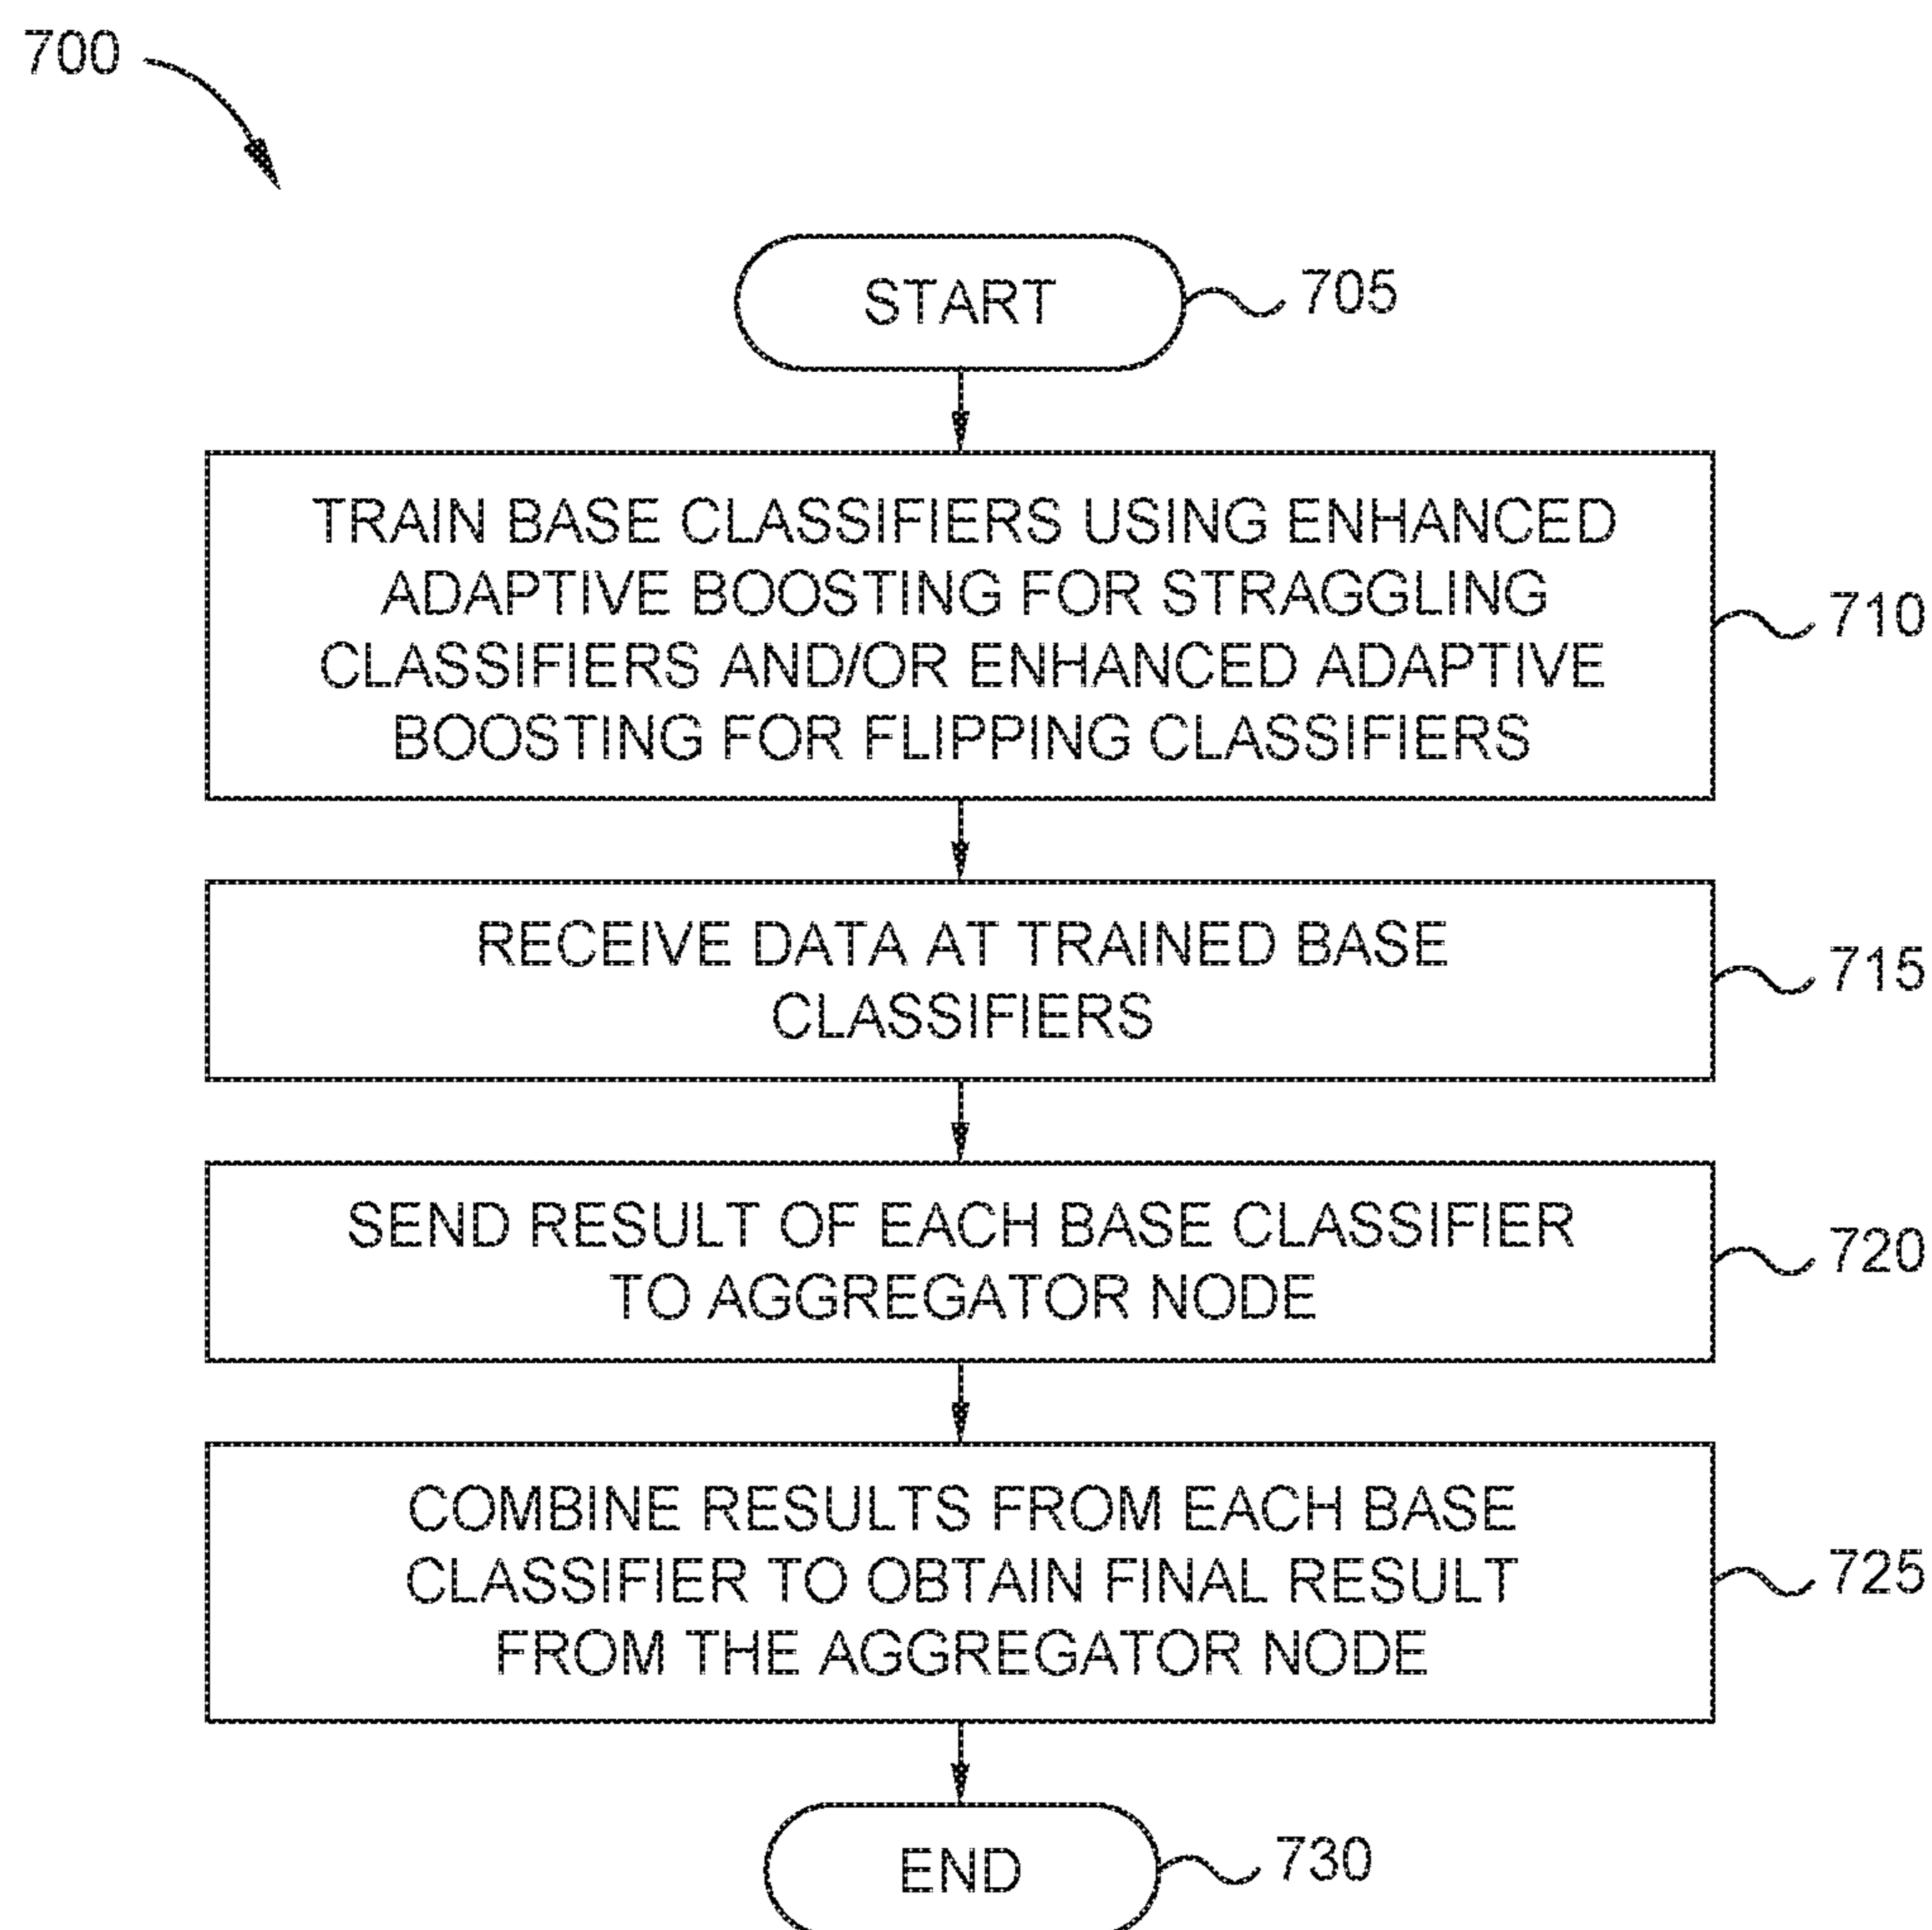 700
START
705
TRAIN BASE CLASSIFIERS USING ENHANCED
ADAPTIVE BOOSTING FOR STRAGGLING
CLASSIFIERS AND/OR ENHANCED ADAPTIVE
BOOSTING FOR FLIPPING CLASSIFIERS
710
RECEIVE DATA AT TRAINED BASE
CLASSIFIERS
715
SEND RESULT OF EACH BASE CLASSIFIER
TO AGGREGATOR NODE
720
COMBINE RESULTS FROM EACH BASE
CLASSIFIER TO OBTAIN FINAL RESULT
FROM THE AGGREGATOR NODE
725
END
730